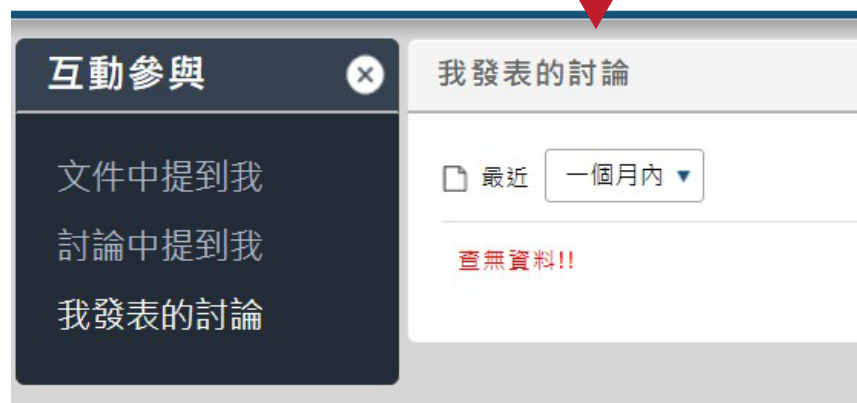 互動參與
文件中提到我
討論中提到我
我發表的討論
我發表的討論
最近 一個月內
查無資料!!